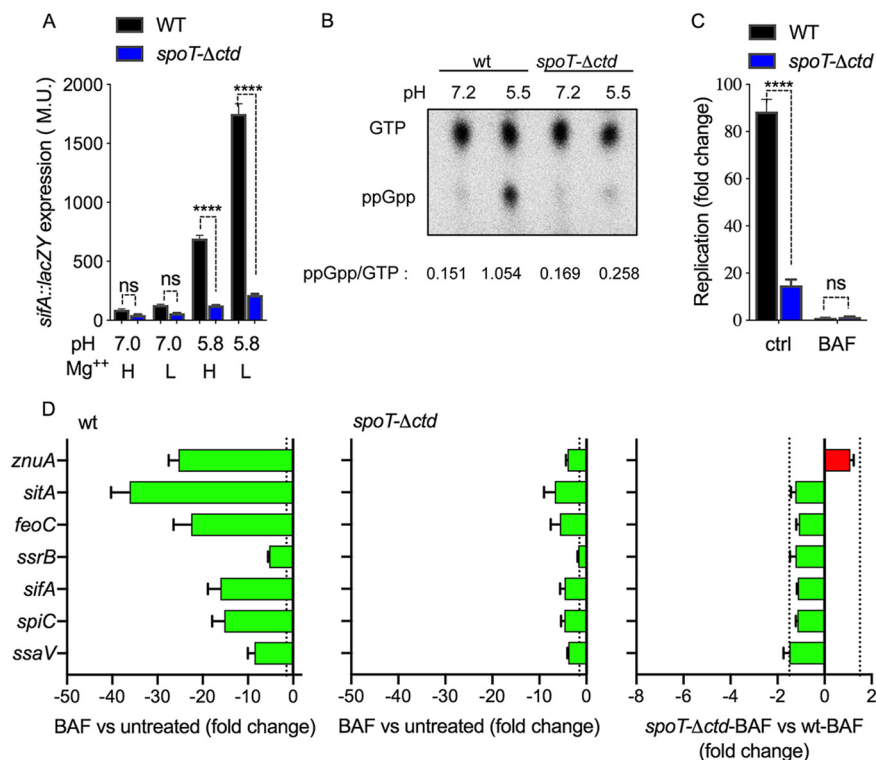 A
WT
spoT-Δctd
sifA::lacZY expression ( M.U.)
2000
1500
1000
500
0
ns
ns
****
****
pH
7.0 7.0 5.8 5.8
Mg++
H L H L
B
wt spoT-Δctd
pH 7.2 5.5 7.2 5.5
GTP
ppGpp
ppGpp/GTP : 0.151 1.054 0.169 0.258
C
WT
spoT-Δctd
Replication (fold change)
100
80
60
40
20
0
****
ns
ctrl BAF
D
wt
znuA
sitA
feoC
ssrB
sifA
spiC
ssaV
-50 -40 -30 -20 -10 0
BAF vs untreated (fold change)
spoT-Δctd
-50 -40 -30 -20 -10 0
BAF vs untreated (fold change)
-8 -6 -4 -2 0 2
spoT-Δctd-BAF vs wt-BAF
(fold change)